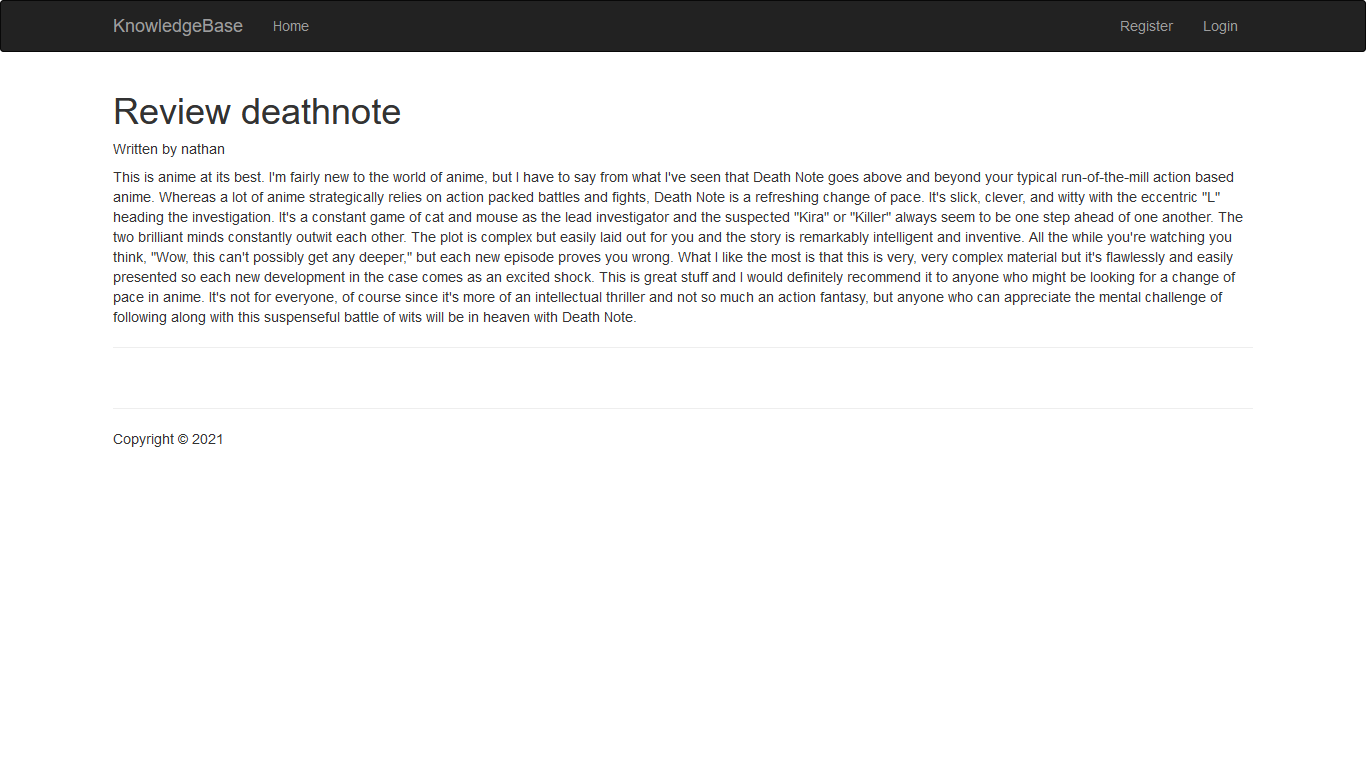 KnowledgeBase Home Register Login
Review deathnote
Written by nathan
This is anime at its best. I'm fairly new to the world of anime, but I have to say from what I've seen that Death Note goes above and beyond your typical run-of-the-mill action based
anime. Whereas a lot of anime strategically relies on action packed battles and fights, Death Note is a refreshing change of pace. It's slick, clever, and witty with the eccentric "L"
heading the investigation. It's a constant game of cat and mouse as the lead investigator and the suspected "Kira" or "Killer" always seem to be one step ahead of one another. The
two brilliant minds constantly outwit each other. The plot is complex but easily laid out for you and the story is remarkably intelligent and inventive. All the while you're watching you
think, "Wow, this can't possibly get any deeper," but each new episode proves you wrong. What I like the most is that this is very, very complex material but it's flawlessly and easily
presented so each new development in the case comes as an excited shock. This is great stuff and I would definitely recommend it to anyone who might be looking for a change of
pace in anime. It's not for everyone, of course since it's more of an intellectual thriller and not so much an action fantasy, but anyone who can appreciate the mental challenge of
following along with this suspenseful battle of wits will be in heaven with Death Note.
Copyright © 2021